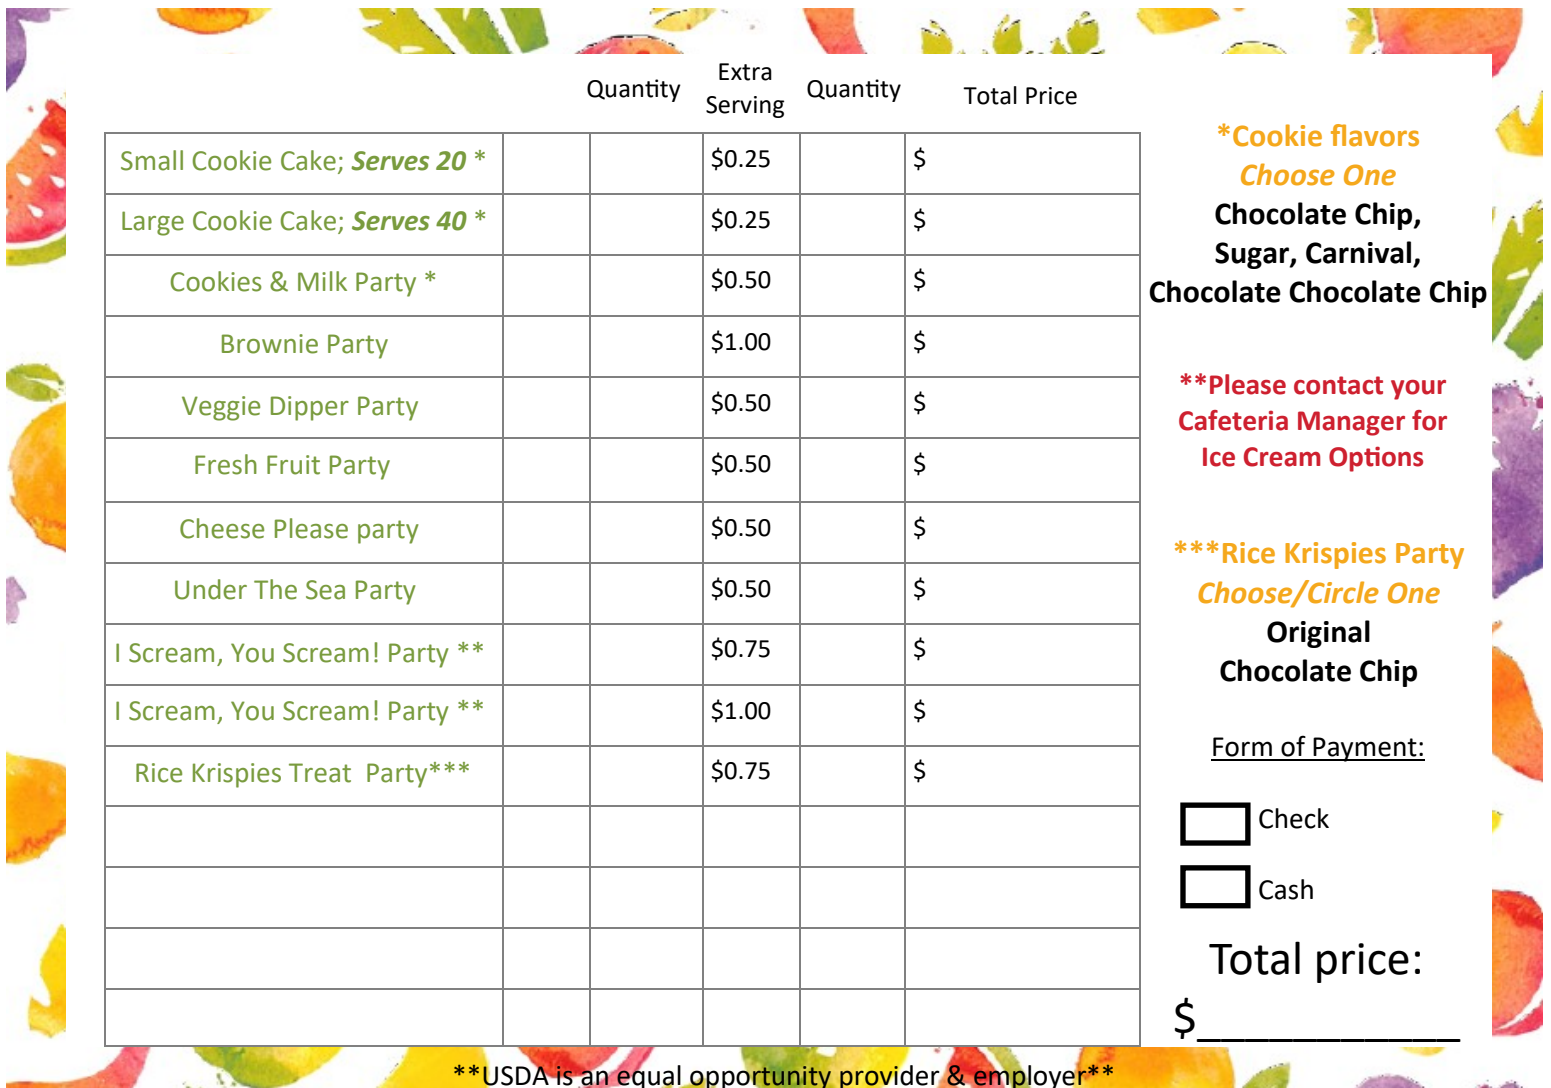 Quantity Extra Serving Quantity Total Price
Small Cookie Cake; Serves 20 * $0.25 $
Large Cookie Cake; Serves 40 * $0.25 $
Cookies & Milk Party * $0.50 $
Brownie Party $1.00 $
Veggie Dipper Party $0.50 $
Fresh Fruit Party $0.50 $
Cheese Please party $0.50 $
Under The Sea Party $0.50 $
I Scream, You Scream! Party ** $0.75 $
I Scream, You Scream! Party ** $1.00 $
Rice Krispies Treat  Party*** $0.75 $
*Cookie flavors
Choose One
Chocolate Chip,
Sugar, Carnival,
Chocolate Chocolate Chip
**Please contact your
Cafeteria Manager for
Ice Cream Options
***Rice Krispies Party
Choose/Circle One
Original
Chocolate Chip
Form of Payment:
Check
Cash
Total price:
$___________
**USDA is an equal opportunity provider & employer**